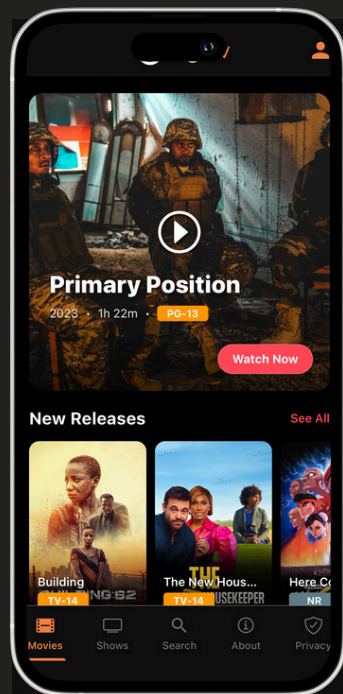 Primary Position
2023 • 1h 22m • PG-13
Watch Now
New Releases
See All
Building
The New Hous...
Here Co
TV-14
TV-14
NR
THE
Movies
Shows
Search
About
Privacy